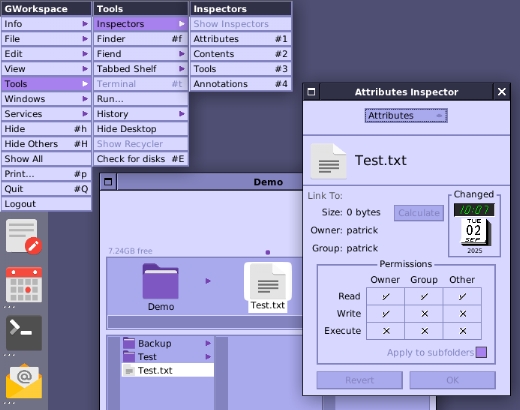 GWorkspace
Info
File
Edit
View
Tools
Windows
Services
Hide #h
Hide Others #H
Show All
Print... #p
Quit #Q
Logout
Tools
Inspectors
Finder #f
Fiend
Tabbed Shelf
Terminal #t
Run...
History
Hide Desktop
Show Recycler
Check for disks #E
Inspectors
Show Inspectors
Attributes #1
Contents #2
Tools #3
Annotations #4
Demo
7.24GB free
Demo
Test.txt
Backup
Test
Test.txt
Attributes Inspector
Attributes
Test.txt
Link To:
Size: 0 bytes
Calculate
Owner: patrick
Group: patrick
Changed
10:07
TUE
02
SEP
2025
Permissions
Owner Group Other
Read
Write
Execute
Apply to subfolders
Revert
OK